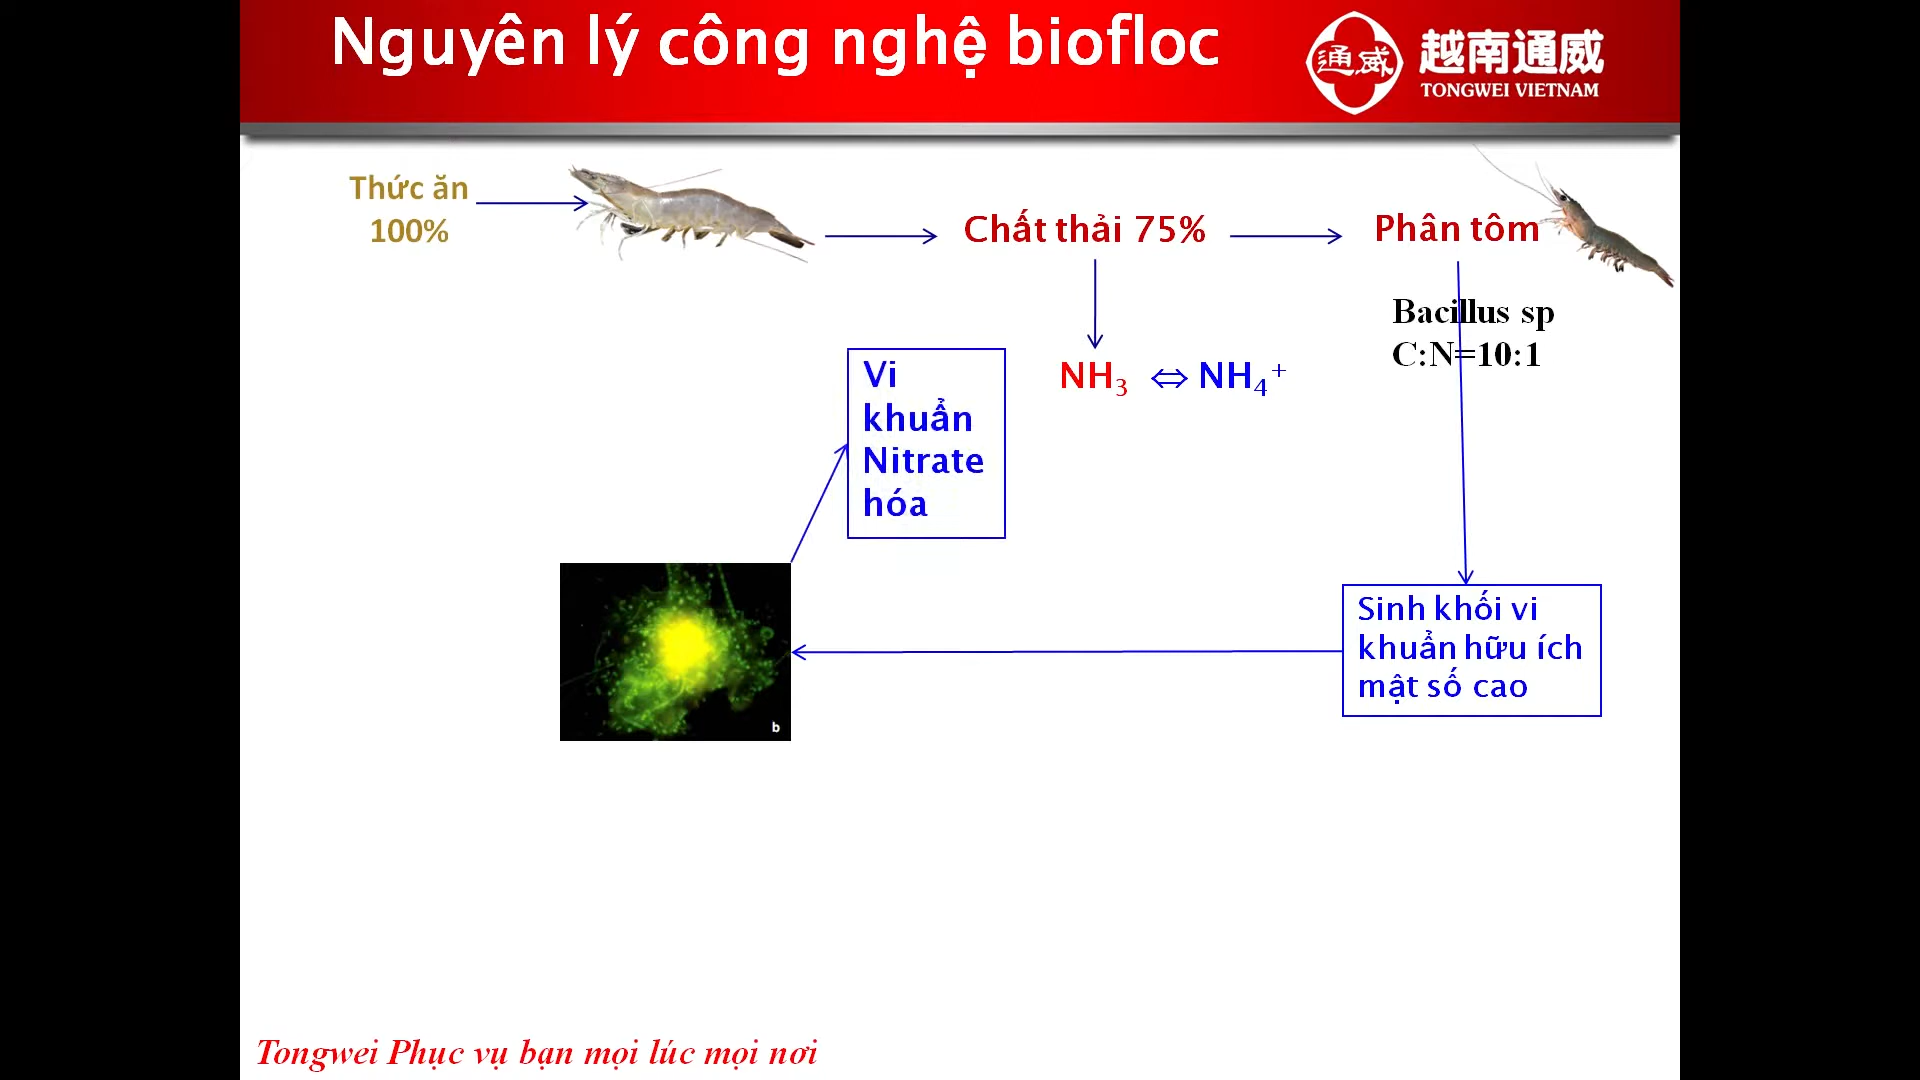 Nguyên lý công nghệ biofloc
通威
越南通威
TONGWEI VIETNAM
Thức ăn
100%
Chất thải 75%
Phân tôm
Bacillus sp
C:N=10:1
NH₃ ⇔ NH₄⁺
Vi
khuẩn
Nitrate
hóa
Sinh khối vi
khuẩn hữu ích
mật số cao
b
Tongwei Phục vụ bạn mọi lúc mọi nơi